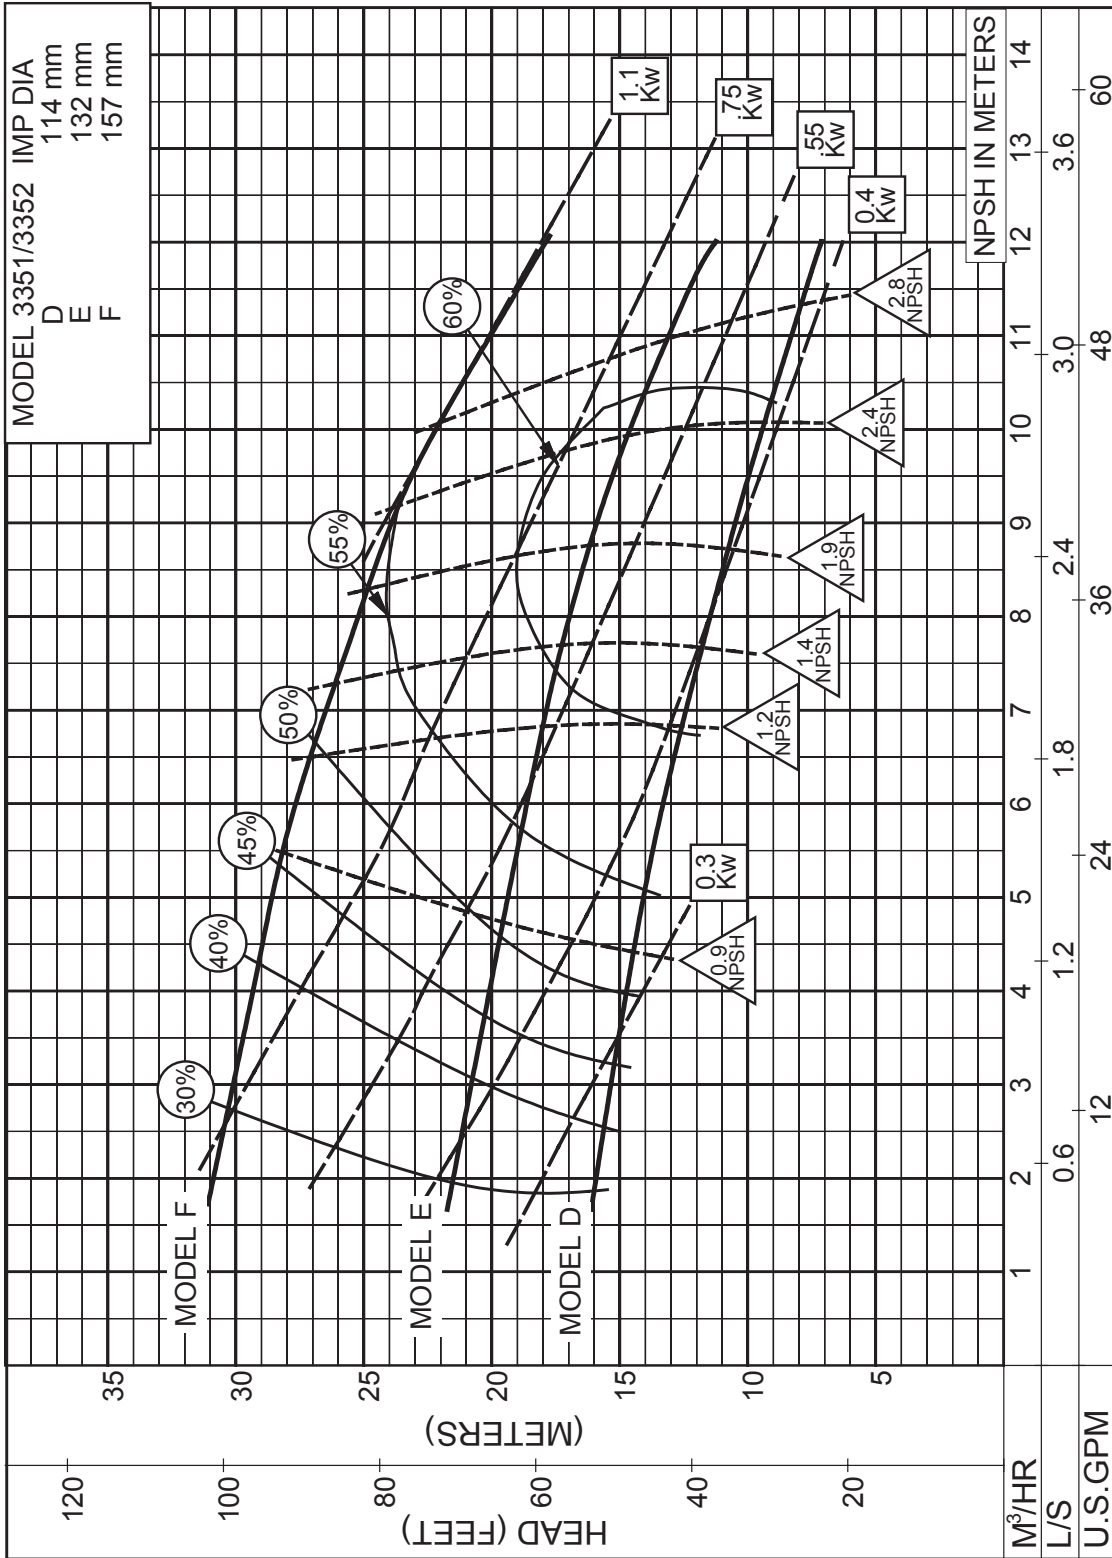 MODEL 3351/3352 IMP DIA
D 114 mm
E 132 mm
F 157 mm
120
100
80
60
40
20
HEAD (FEET)
35
30
25
20
15
10
5
(METERS)
MODEL F
MODEL E
MODEL D
30%
40%
45%
50%
55%
60%
1.1
Kw
.75
Kw
.55
Kw
0.4
Kw
0.3
Kw
0.9
NPSH
1.2
NPSH
1.4
NPSH
1.9
NPSH
2.4
NPSH
2.8
NPSH
NPSH IN METERS
M³/HR 1 2 3 4 5 6 7 8 9 10 11 12 13 14
L/S 0.6 1.2 1.8 2.4 3.0 3.6
U.S.GPM 12 24 36 48 60